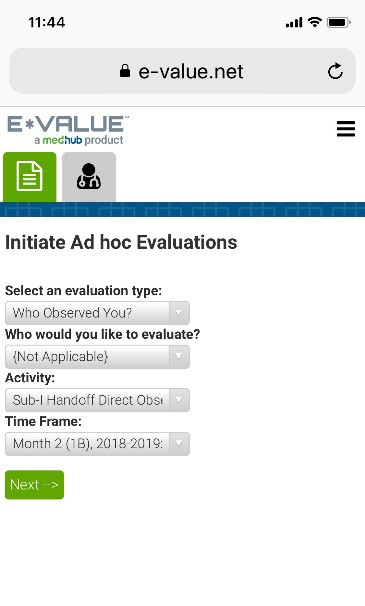 11:44
e-value.net
E*VALUE™
a medhub product
Initiate Ad hoc Evaluations
Select an evaluation type:
Who Observed You?
Who would you like to evaluate?
{Not Applicable}
Activity:
Sub-I Handoff Direct Obse
Time Frame:
Month 2 (1B), 2018-2019:
Next -->